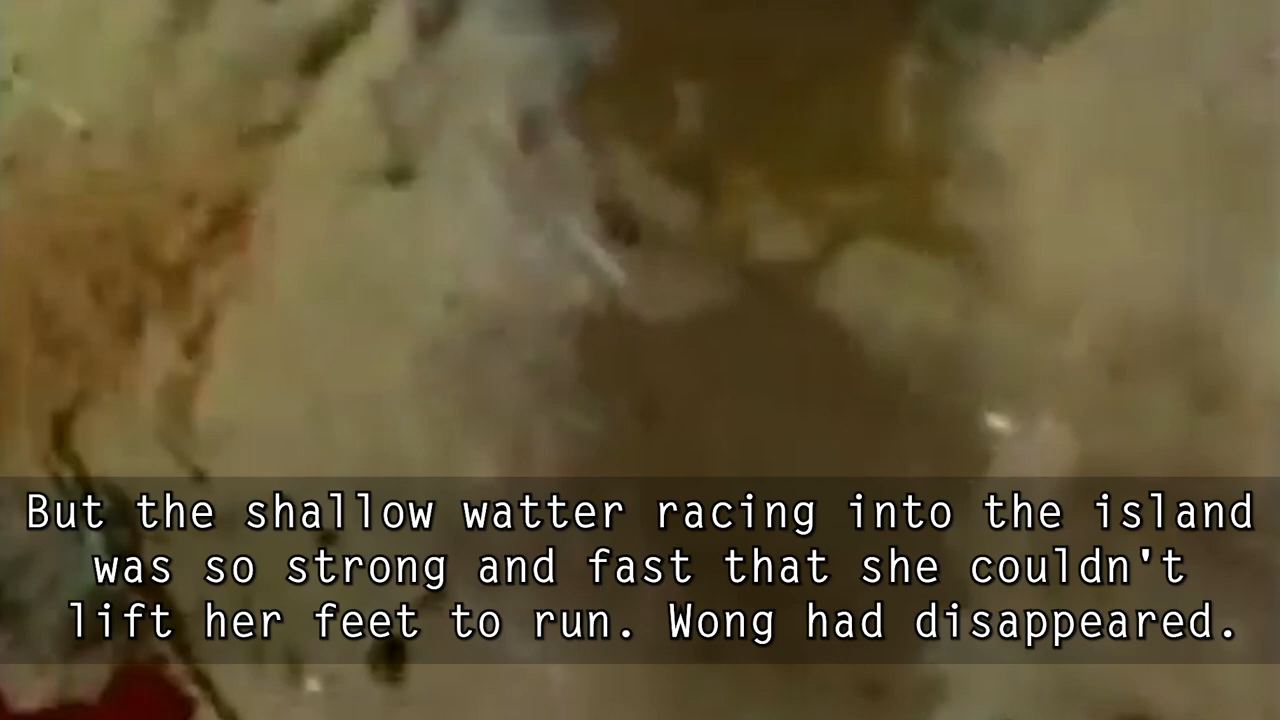 But the shallow watter racing into the island
was so strong and fast that she couldn't
lift her feet to run. Wong had disappeared.